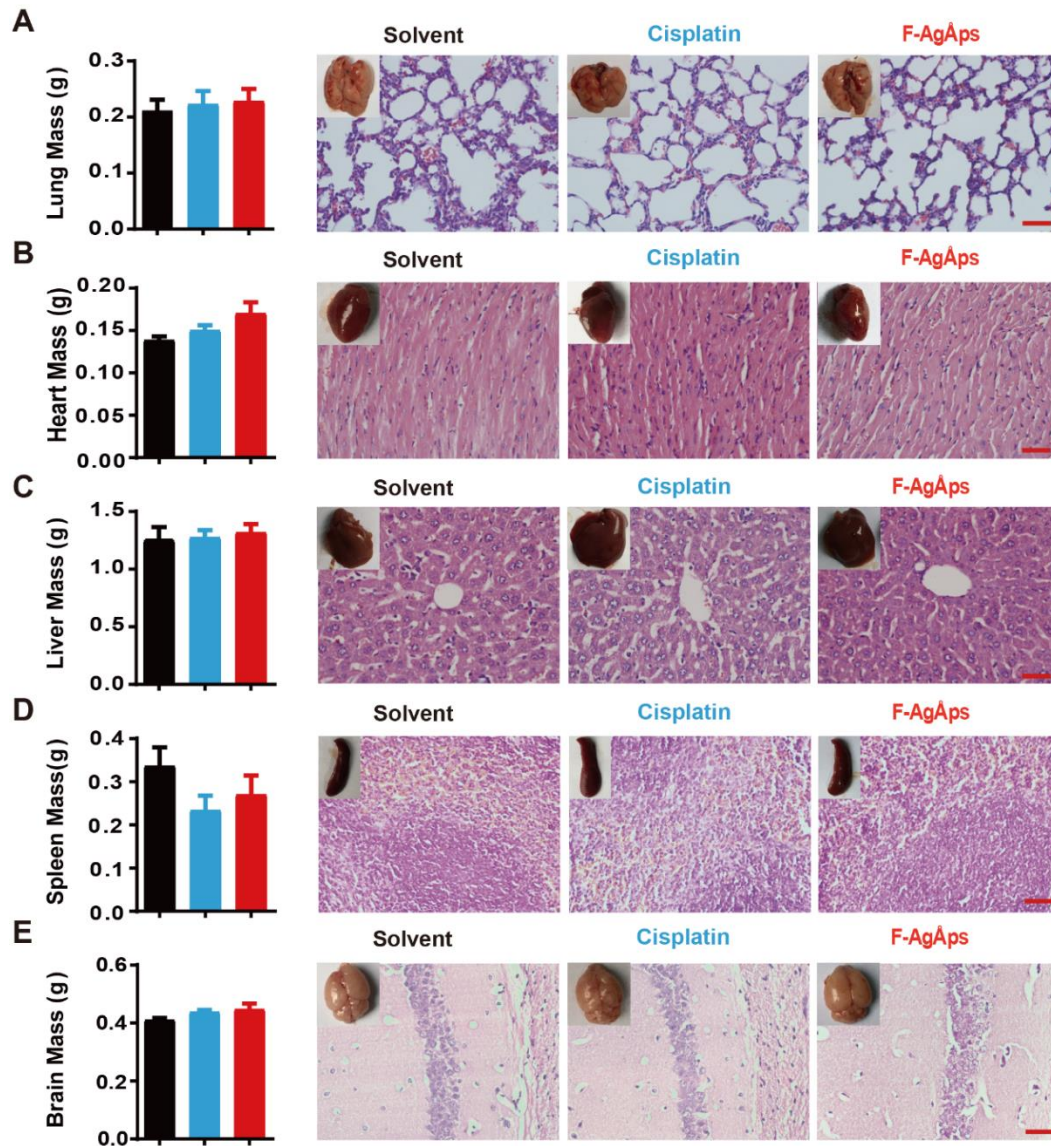 A
Solvent Cisplatin F-AgÅps
Lung Mass (g)
0.3
0.2
0.1
0.0
B
Solvent Cisplatin F-AgÅps
Heart Mass (g)
0.20
0.15
0.10
0.05
0.00
C
Solvent Cisplatin F-AgÅps
Liver Mass (g)
1.5
1.0
0.5
0.0
D
Solvent Cisplatin F-AgÅps
Spleen Mass(g)
0.4
0.3
0.2
0.1
0.0
E
Solvent Cisplatin F-AgÅps
Brain Mass (g)
0.6
0.4
0.2
0.0